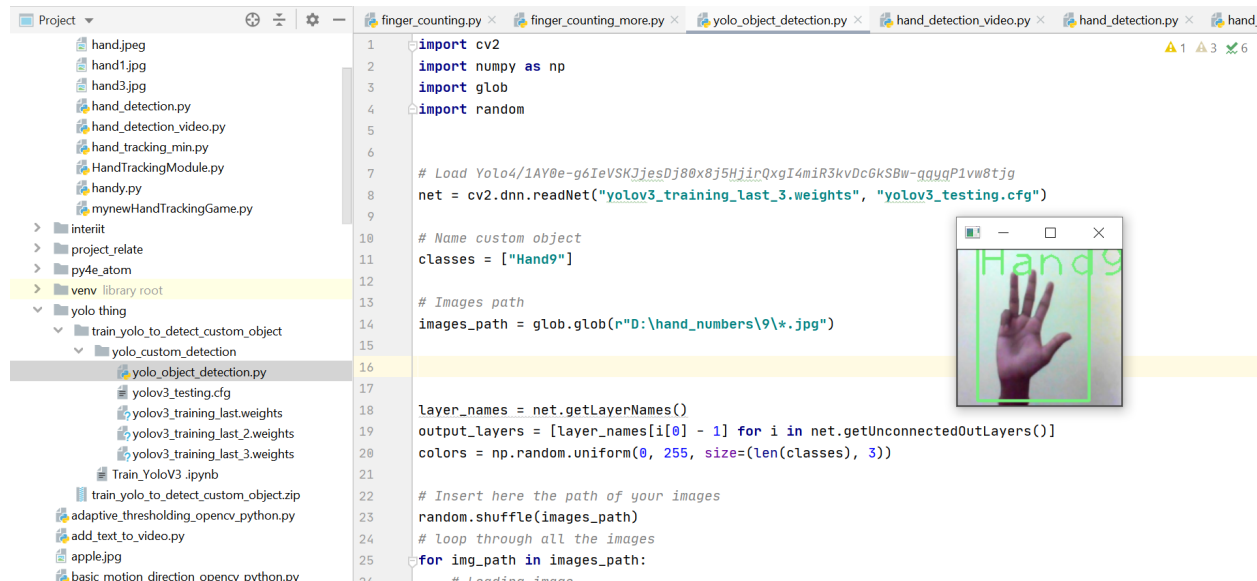 Project
finger_counting.py
finger_counting_more.py
yolo_object_detection.py
hand_detection_video.py
hand_detection.py
hand_
hand.jpeg
hand1.jpg
hand3.jpg
hand_detection.py
hand_detection_video.py
hand_tracking_min.py
HandTrackingModule.py
handy.py
mynewHandTrackingGame.py
interiit
project_relate
py4e_atom
venv library root
yolo thing
train_yolo_to_detect_custom_object
yolo_custom_detection
yolo_object_detection.py
yolov3_testing.cfg
yolov3_training_last.weights
yolov3_training_last_2.weights
yolov3_training_last_3.weights
Train_YoloV3 .ipynb
train_yolo_to_detect_custom_object.zip
adaptive_thresholding_opencv_python.py
add_text_to_video.py
apple.jpg
basic_motion_direction_opencv_python.py
1 import cv2
2 import numpy as np
3 import glob
4 import random
5
6
7 # Load Yolo4/1AY0e-g6IeVSKJjesDj80x8j5HjirQxgI4miR3kvDcGkSBw-qqyqP1vw8tjg
8 net = cv2.dnn.readNet("yolov3_training_last_3.weights", "yolov3_testing.cfg")
9
10 # Name custom object
11 classes = ["Hand9"]
12
13 # Images path
14 images_path = glob.glob(r"D:\hand_numbers\9\*.jpg")
15
16
17
18 layer_names = net.getLayerNames()
19 output_layers = [layer_names[i[0] - 1] for i in net.getUnconnectedOutLayers()]
20 colors = np.random.uniform(0, 255, size=(len(classes), 3))
21
22 # Insert here the path of your images
23 random.shuffle(images_path)
24 # loop through all the images
25 for img_path in images_path:
26 # Loading image
1 3 6
Hand9